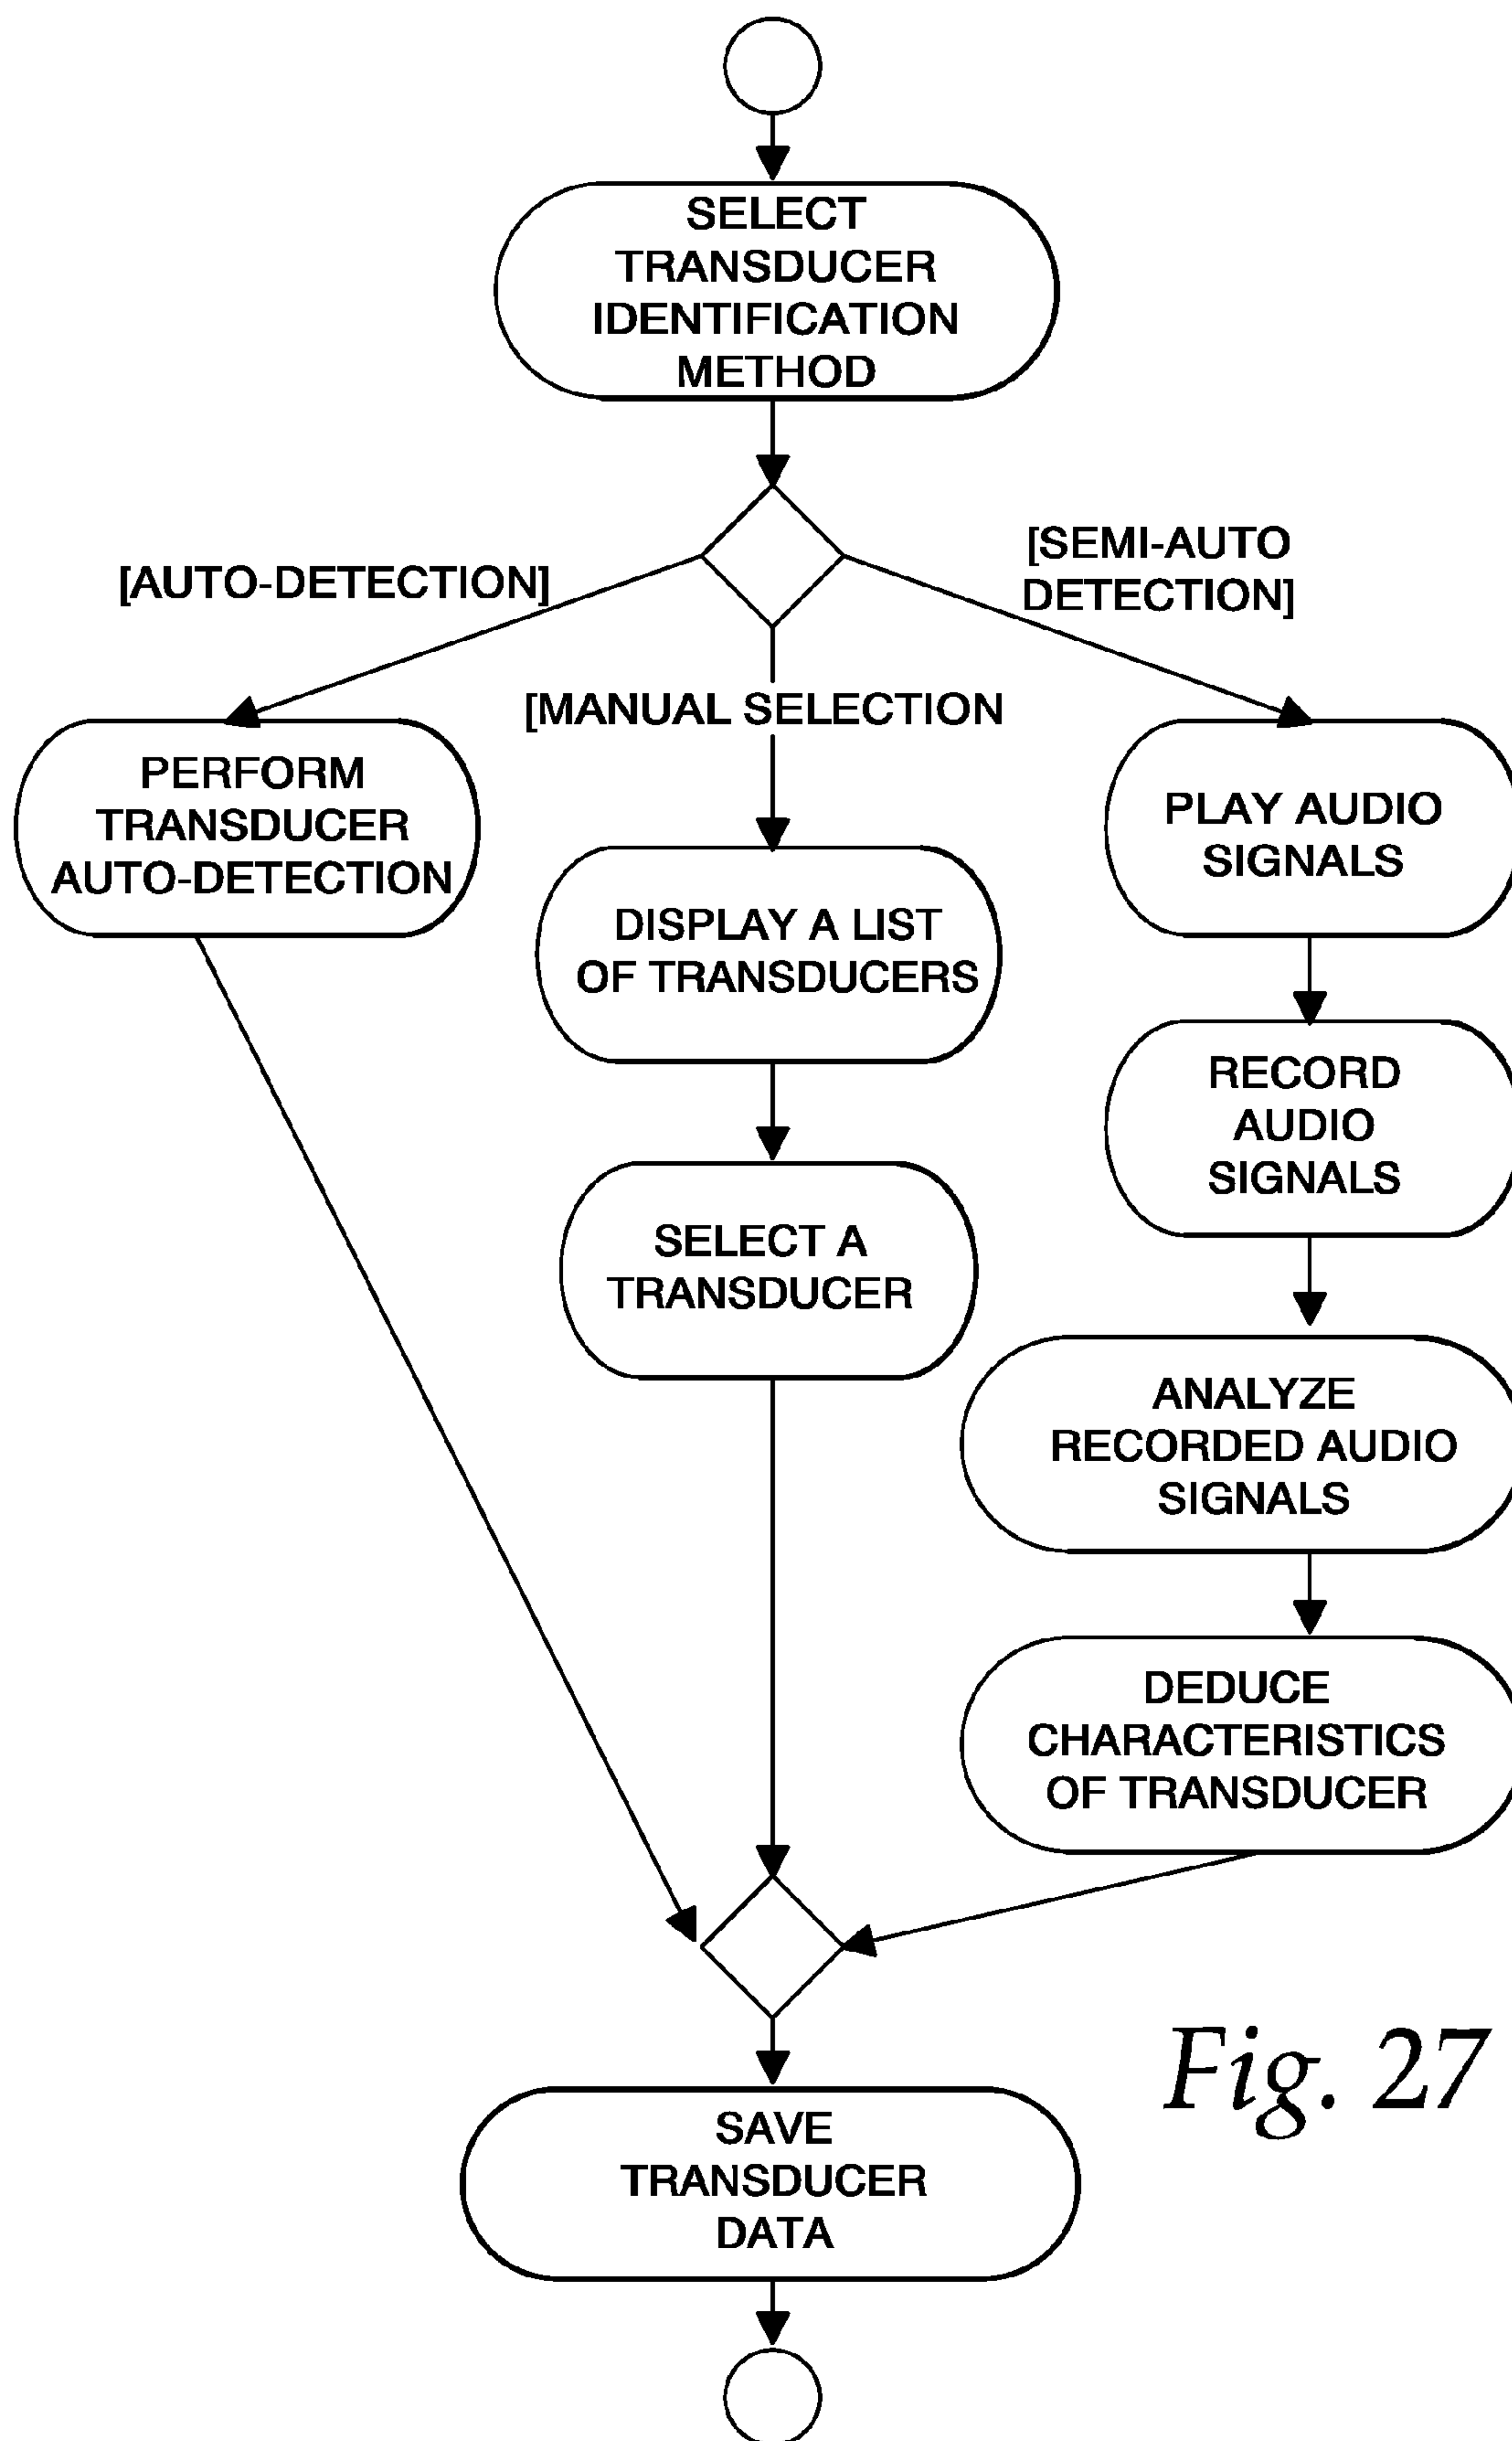 SELECT
TRANSDUCER
IDENTIFICATION
METHOD
[AUTO-DETECTION]
[SEMI-AUTO
DETECTION]
[MANUAL SELECTION
PERFORM
TRANSDUCER
AUTO-DETECTION
DISPLAY A LIST
OF TRANSDUCERS
SELECT A
TRANSDUCER
PLAY AUDIO
SIGNALS
RECORD
AUDIO
SIGNALS
ANALYZE
RECORDED AUDIO
SIGNALS
DEDUCE
CHARACTERISTICS
OF TRANSDUCER
SAVE
TRANSDUCER
DATA
Fig. 27